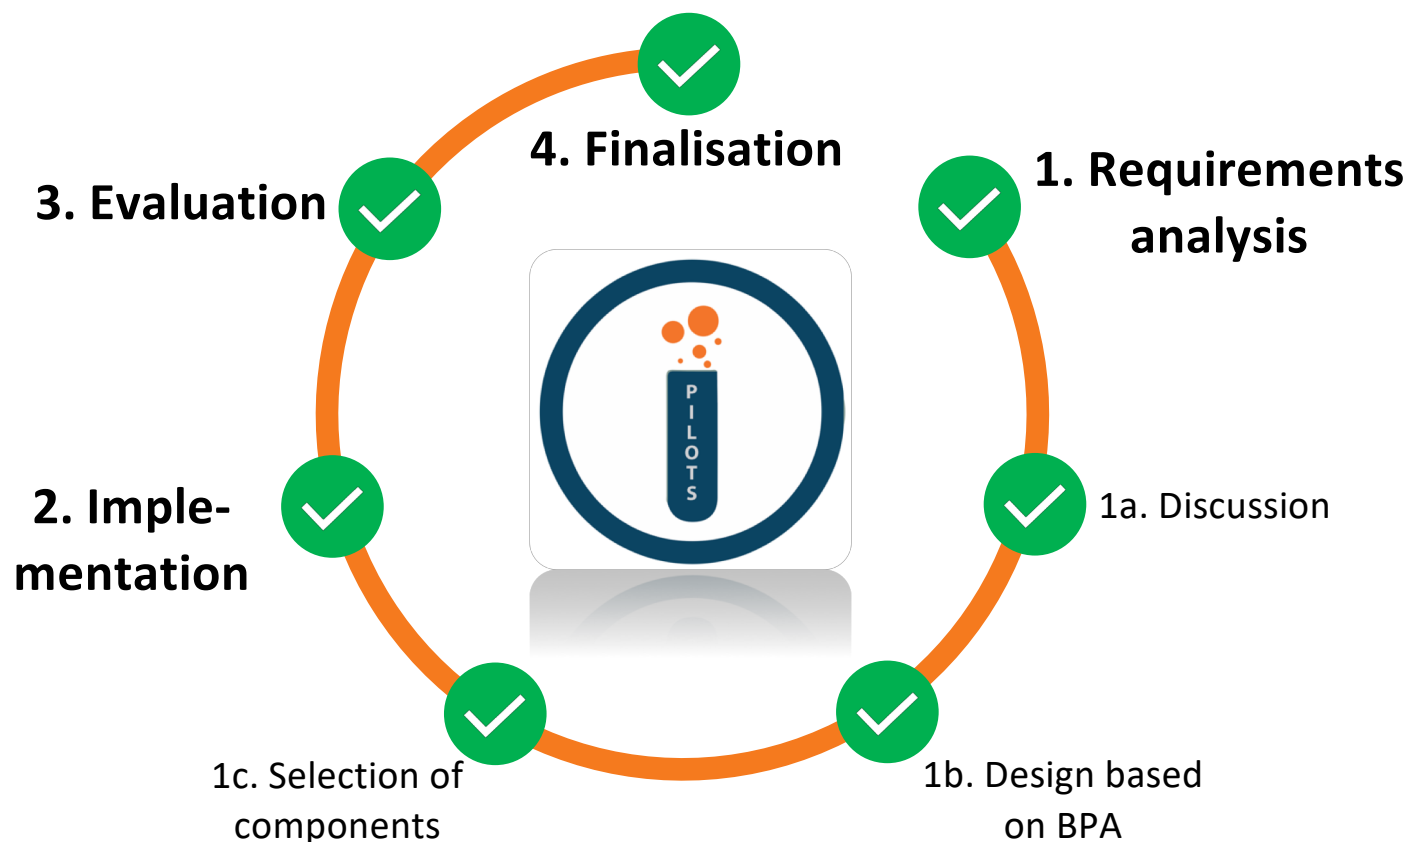 4. Finalisation
1. Requirements
analysis
3. Evaluation
PILOTS
2. Imple-
mentation
1a. Discussion
1c. Selection of
components
1b. Design based
on BPA